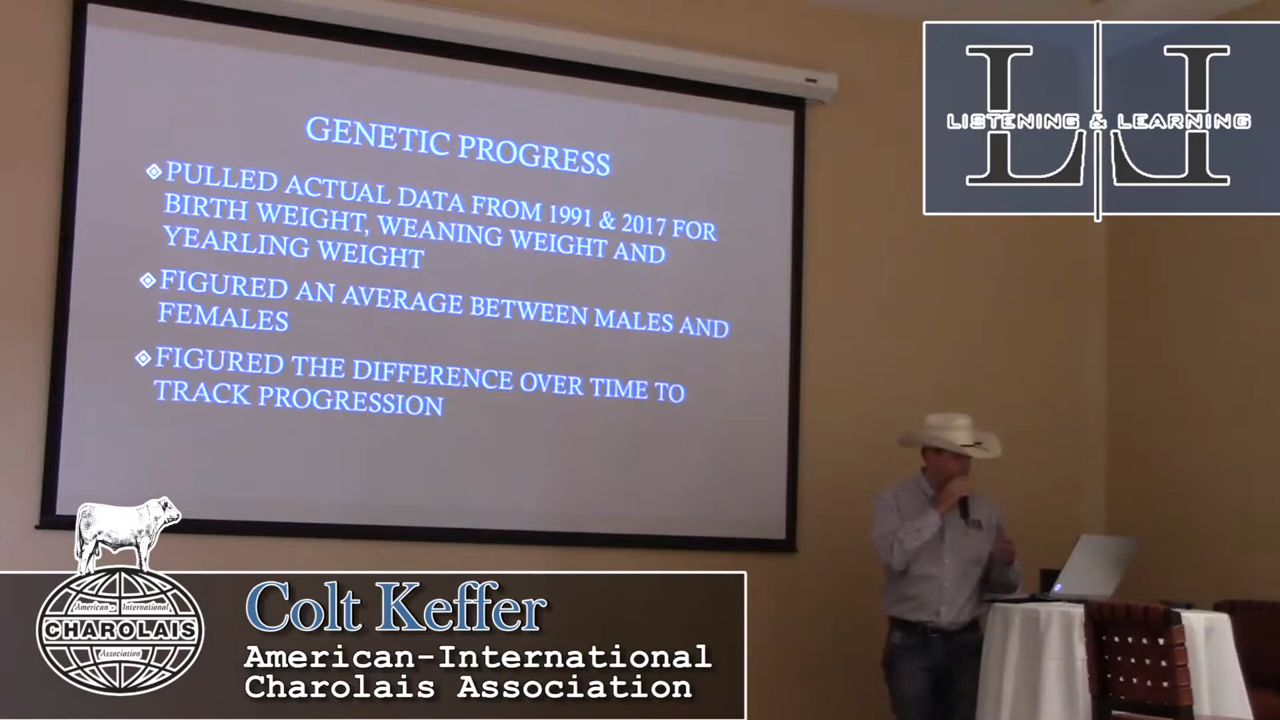 GENETIC PROGRESS
PULLED ACTUAL DATA FROM 1991 & 2017 FOR
BIRTH WEIGHT, WEANING WEIGHT AND
YEARLING WEIGHT
FIGURED AN AVERAGE BETWEEN MALES AND
FEMALES
FIGURED THE DIFFERENCE OVER TIME TO
TRACK PROGRESSION
LL
LISTENING & LEARNING
American - International
CHAROLAIS
Association
Colt Keffer
American-International
Charolais Association